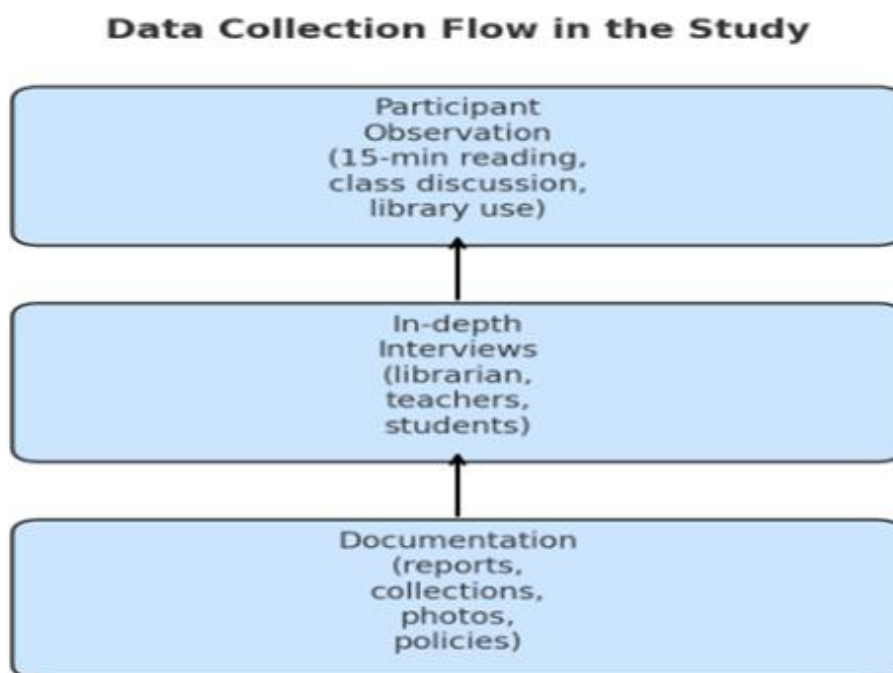 Data Collection Flow in the Study
Participant
Observation
(15-min reading,
class discussion,
library use)
In-depth
Interviews
(librarian,
teachers,
students)
Documentation
(reports,
collections,
photos,
policies)